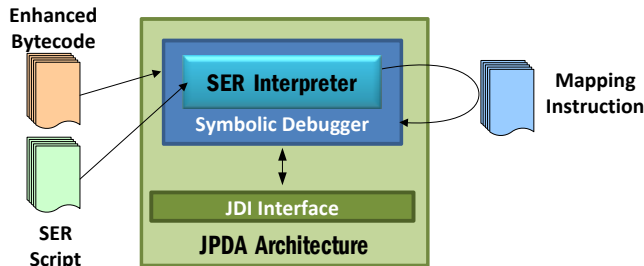 Enhanced
Bytecode
SER Interpreter
Mapping
Instruction
Symbolic Debugger
JDI Interface
SER
Script
JPDA Architecture